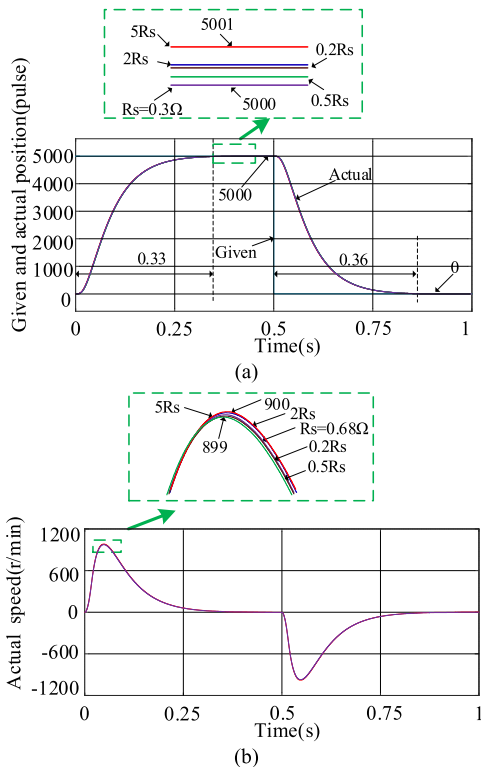 5Rs
5001
0.2Rs
2Rs
Rs=0.3Ω
5000
0.5Rs
Given and actual position(pulse)
5000
4000
3000
2000
1000
0
5000
Actual
Given
0.33
0.36
0
0
0.25
0.5
0.75
1
Time(s)
(a)
5Rs
900
2Rs
Rs=0.68Ω
899
0.2Rs
0.5Rs
Actual speed(r/min)
1200
600
0
-600
-1200
0
0.25
0.5
0.75
1
Time(s)
(b)